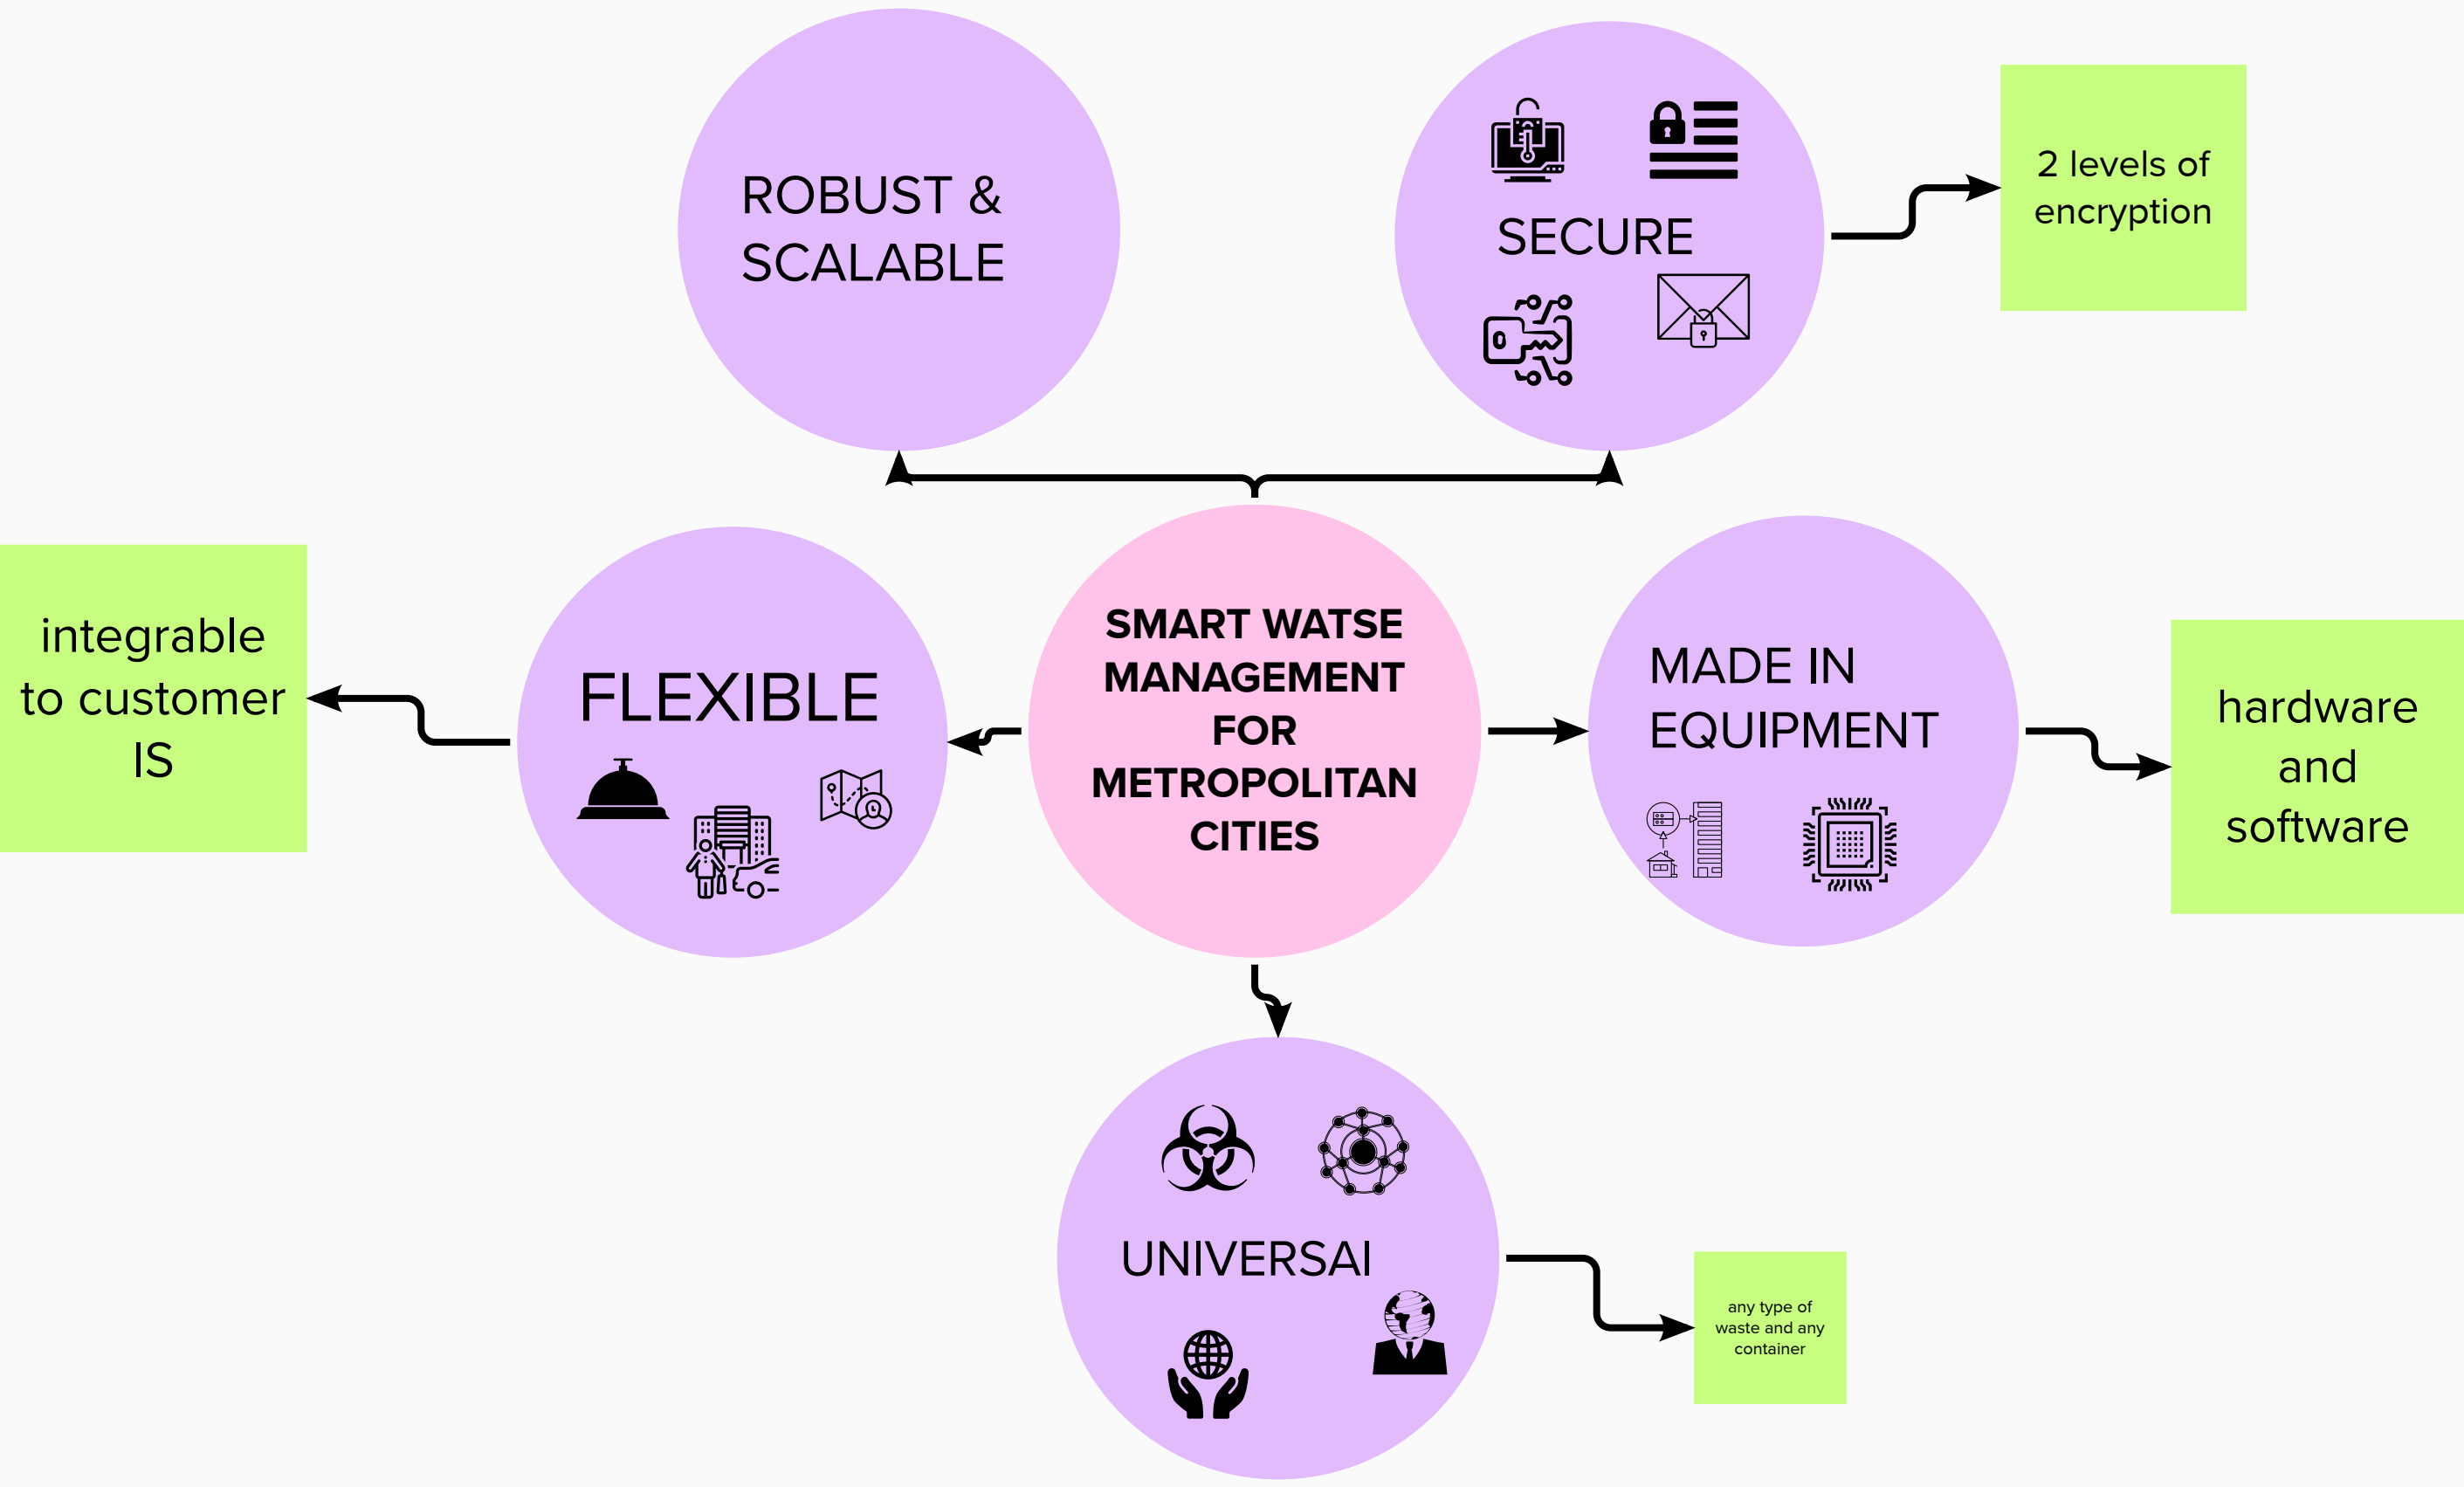 ROBUST &
SCALABLE
SECURE
2 levels of
encryption
integrable
to customer
IS
FLEXIBLE
SMART WATSE
MANAGEMENT
FOR
METROPOLITAN
CITIES
MADE IN
EQUIPMENT
hardware
and
software
UNIVERSAl
any type of
waste and any
container